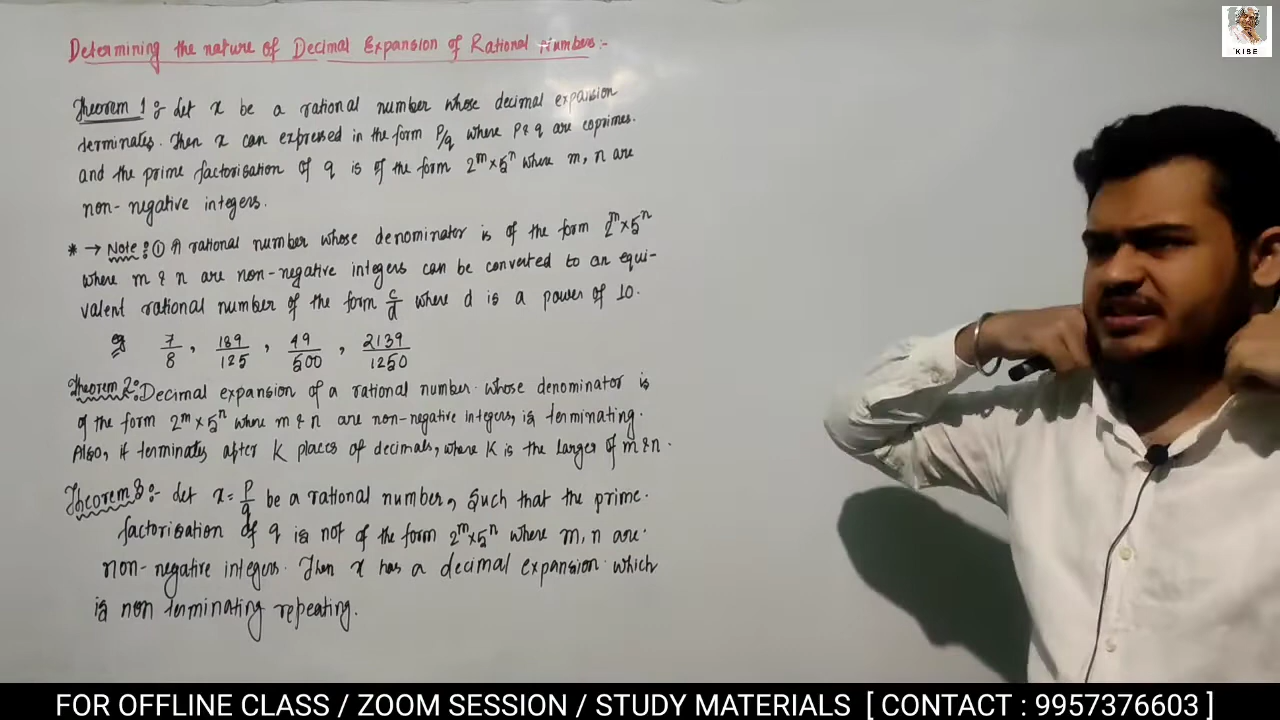 Determining the nature of Decimal Expansion of Rational Numbers:-
KISE
Theorem 1 :- Let x be a rational number whose decimal expansion
terminates. Then x can expressed in the form P/q where P & q are coprimes.
and the prime factorisation of q is of the form 2^m × 5^n where m, n are
non-negative integers.
* → Note: ① A rational number whose denominator is of the form 2^m × 5^n
where m & n are non-negative integers can be converted to an equi-
valent rational number of the form c/d where d is a power of 10.
eg 7/8 , 189/125 , 49/500 , 2139/1250
Theorem 2: Decimal expansion of a rational number whose denominator is
of the form 2^m × 5^n where m & n are non-negative integers, is terminating.
Also, it terminates after K places of decimals, where K is the larger of m & n.
Theorem 3 :- Let x = P/q be a rational number, Such that the prime
factorisation of q is not of the form 2^m × 5^n where m, n are
non-negative integers. Then x has a decimal expansion which
is non terminating repeating.
FOR OFFLINE CLASS / ZOOM SESSION / STUDY MATERIALS [ CONTACT : 9957376603 ]